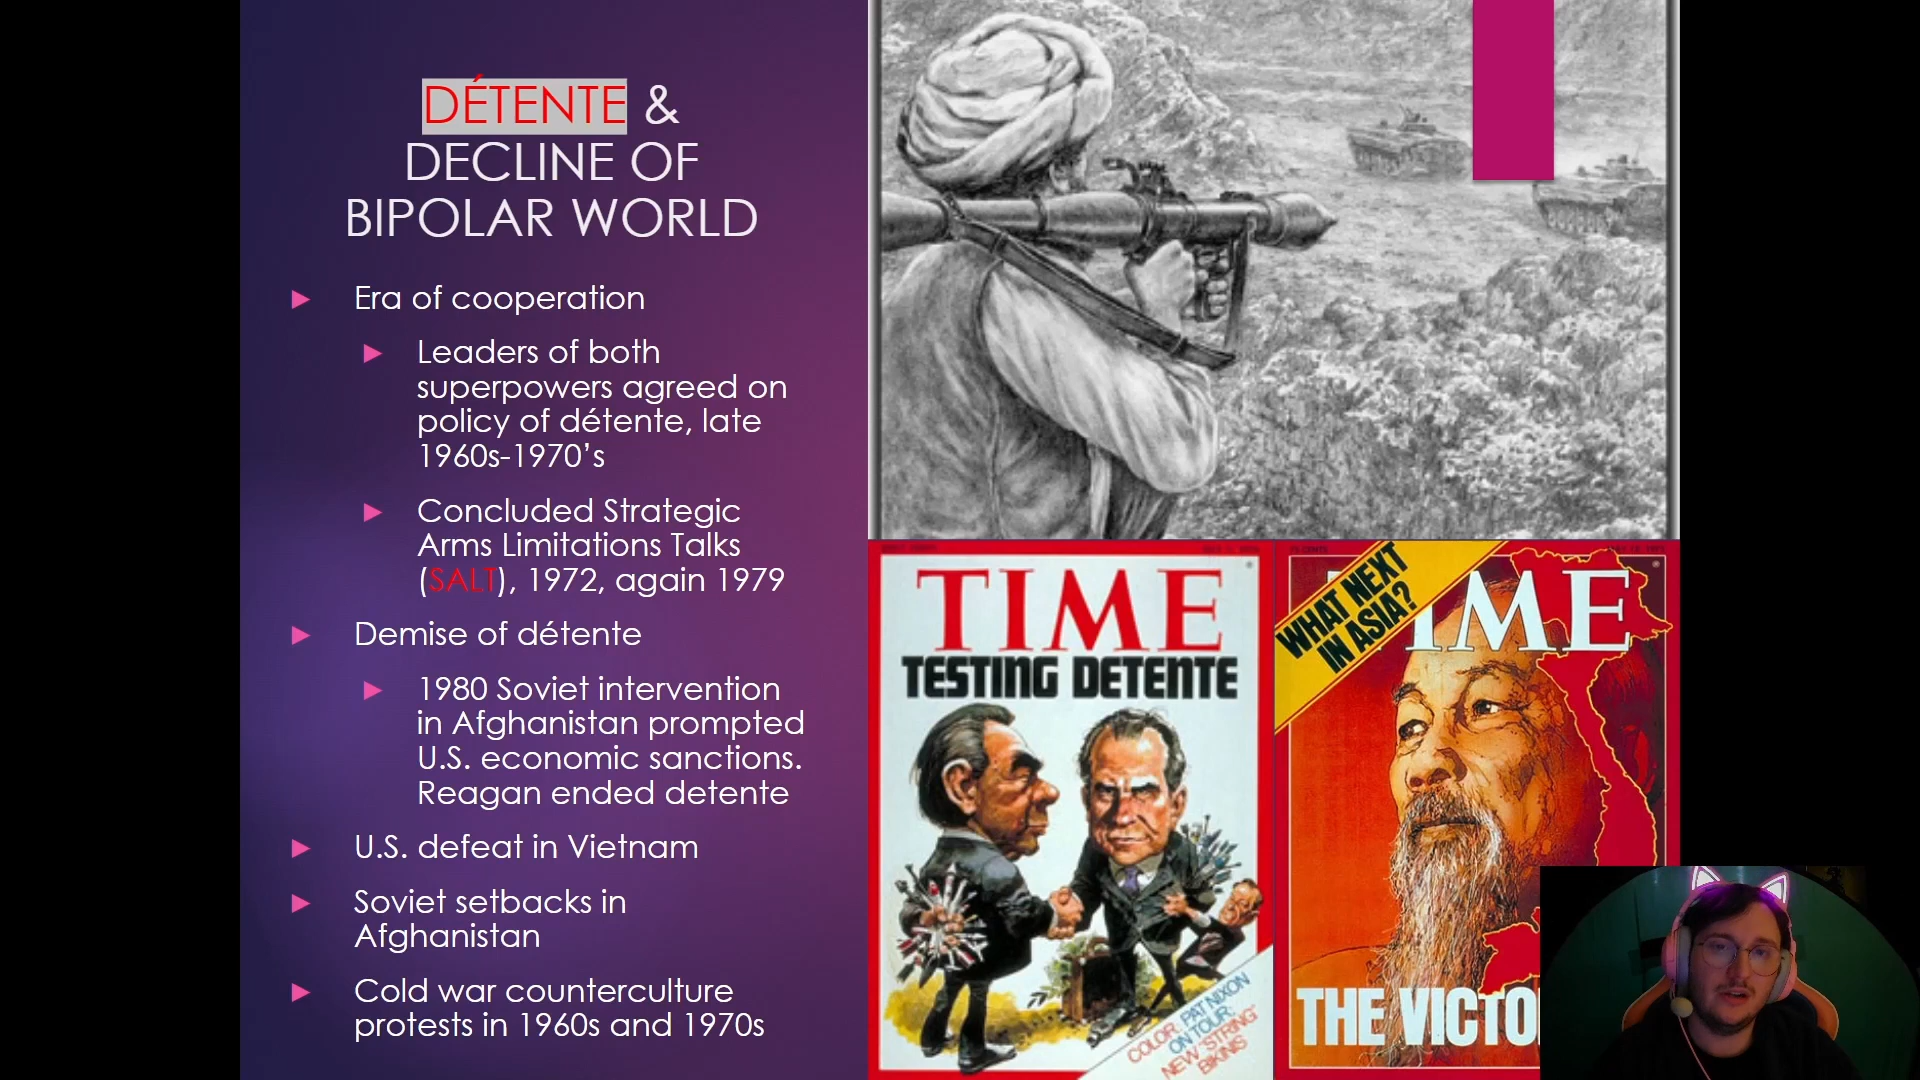 DÉTENTE &
DECLINE OF
BIPOLAR WORLD
Era of cooperation
Leaders of both
superpowers agreed on
policy of détente, late
1960s-1970’s
Concluded Strategic
Arms Limitations Talks
(SALT), 1972, again 1979
Demise of détente
1980 Soviet intervention
in Afghanistan prompted
U.S. economic sanctions.
Reagan ended detente
U.S. defeat in Vietnam
Soviet setbacks in
Afghanistan
Cold war counterculture
protests in 1960s and 1970s
TIME
TESTING DETENTE
COLOR: PAT NIXON
ON TOUR;
NEW 'STRING'
BIKINIS
WHAT NEXT
IN ASIA?
TIME
THE VICTO